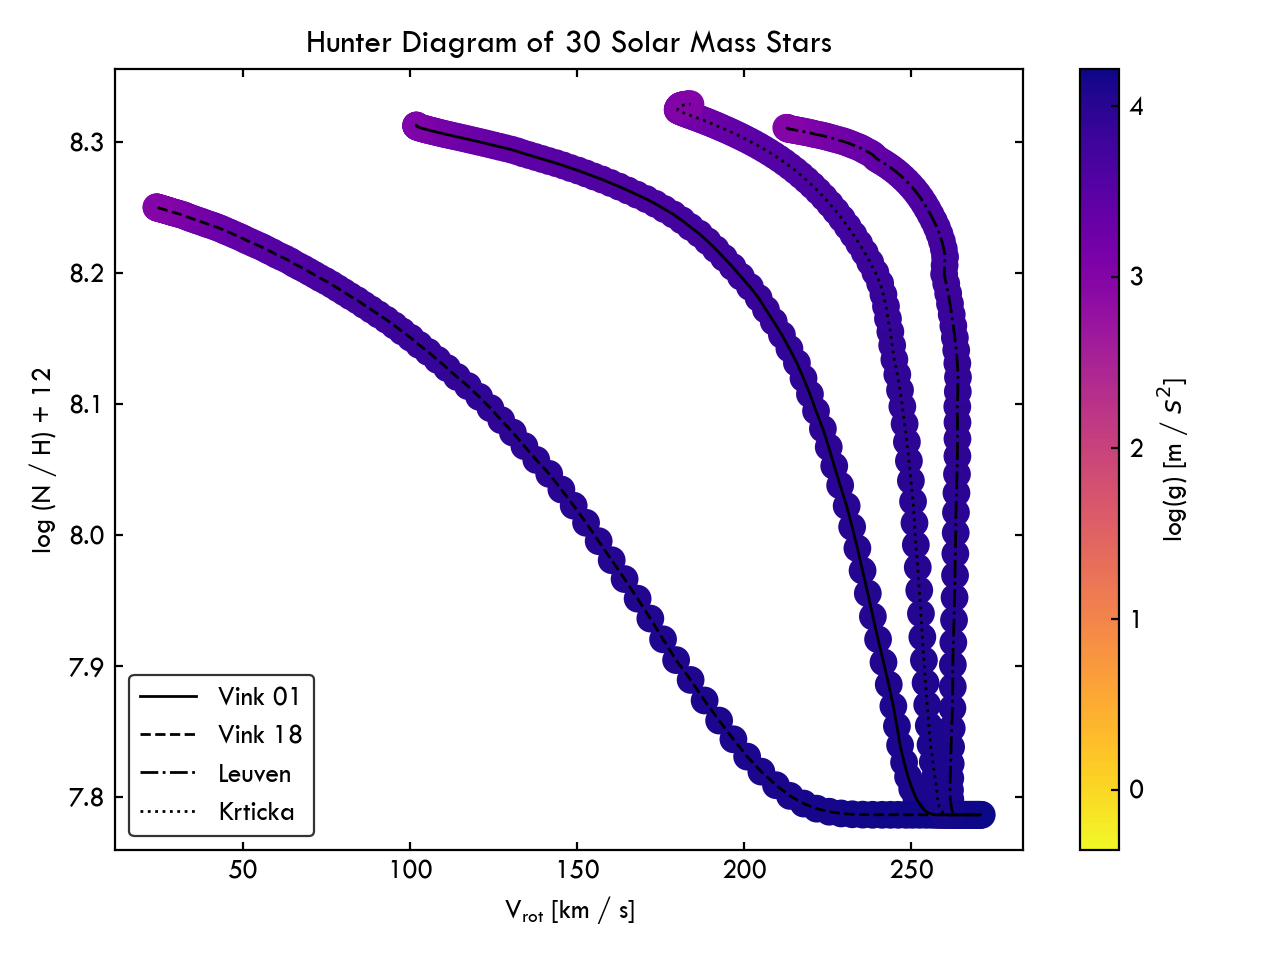 Hunter Diagram of 30 Solar Mass Stars
log (N / H) + 12
8.3
8.2
8.1
8.0
7.9
7.8
50
100
150
200
250
V_rot [km / s]
Vink 01
Vink 18
Leuven
Krticka
4
3
2
1
0
log(g) [m / s²]